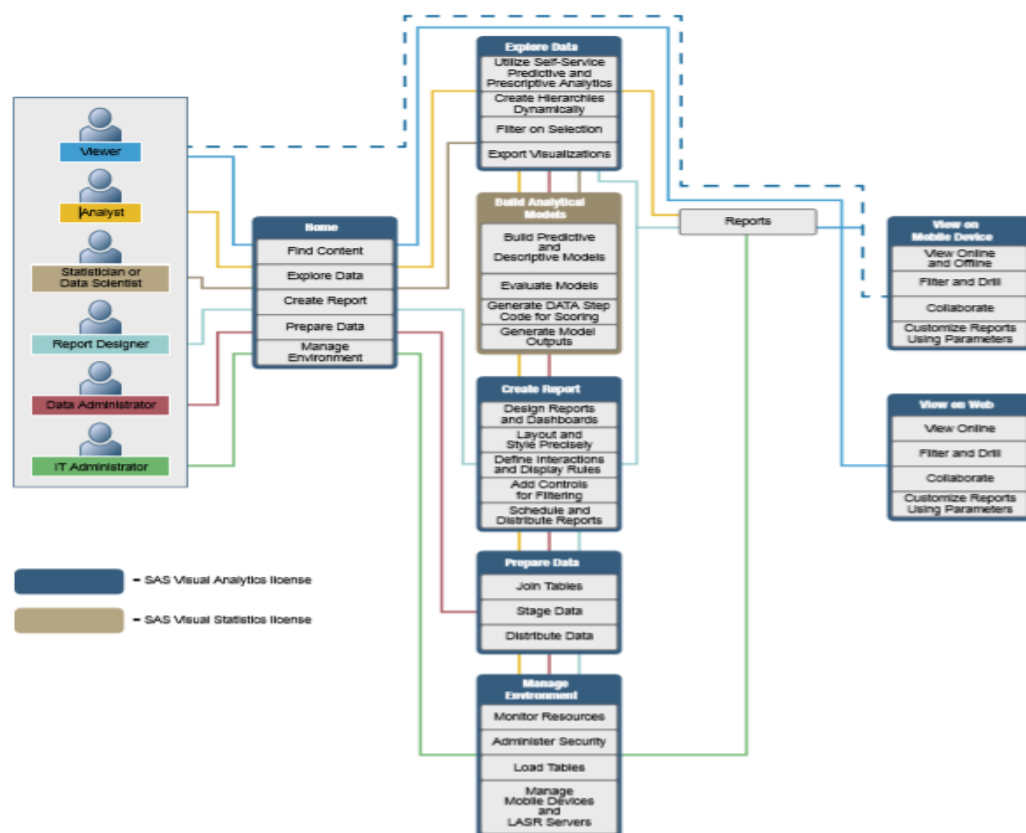 Viewer
Analyst
Statistician or
Data Scientist
Report Designer
Data Administrator
IT Administrator
= SAS Visual Analytics license
= SAS Visual Statistics license
Home
Find Content
Explore Data
Create Report
Prepare Data
Manage
Environment
Explore Data
Utilize Self-Service
Predictive and
Prescriptive Analytics
Create Hierarchies
Dynamically
Filter on Selection
Export Visualizations
Build Analytical
Models
Build Predictive
and
Descriptive Models
Evaluate Models
Generate DATA Step
Code for Scoring
Generate Model
Outputs
Create Report
Design Reports
and Dashboards
Layout and
Style Precisely
Define Interactions
and Display Rules
Add Controls
for Filtering
Schedule and
Distribute Reports
Prepare Data
Join Tables
Stage Data
Distribute Data
Manage
Environment
Monitor Resources
Administer Security
Load Tables
Manage
Mobile Devices
and
LASR Servers
Reports
View on
Mobile Device
View Online
and Offline
Filter and Drill
Collaborate
Customize Reports
Using Parameters
View on Web
View Online
Filter and Drill
Collaborate
Customize Reports
Using Parameters